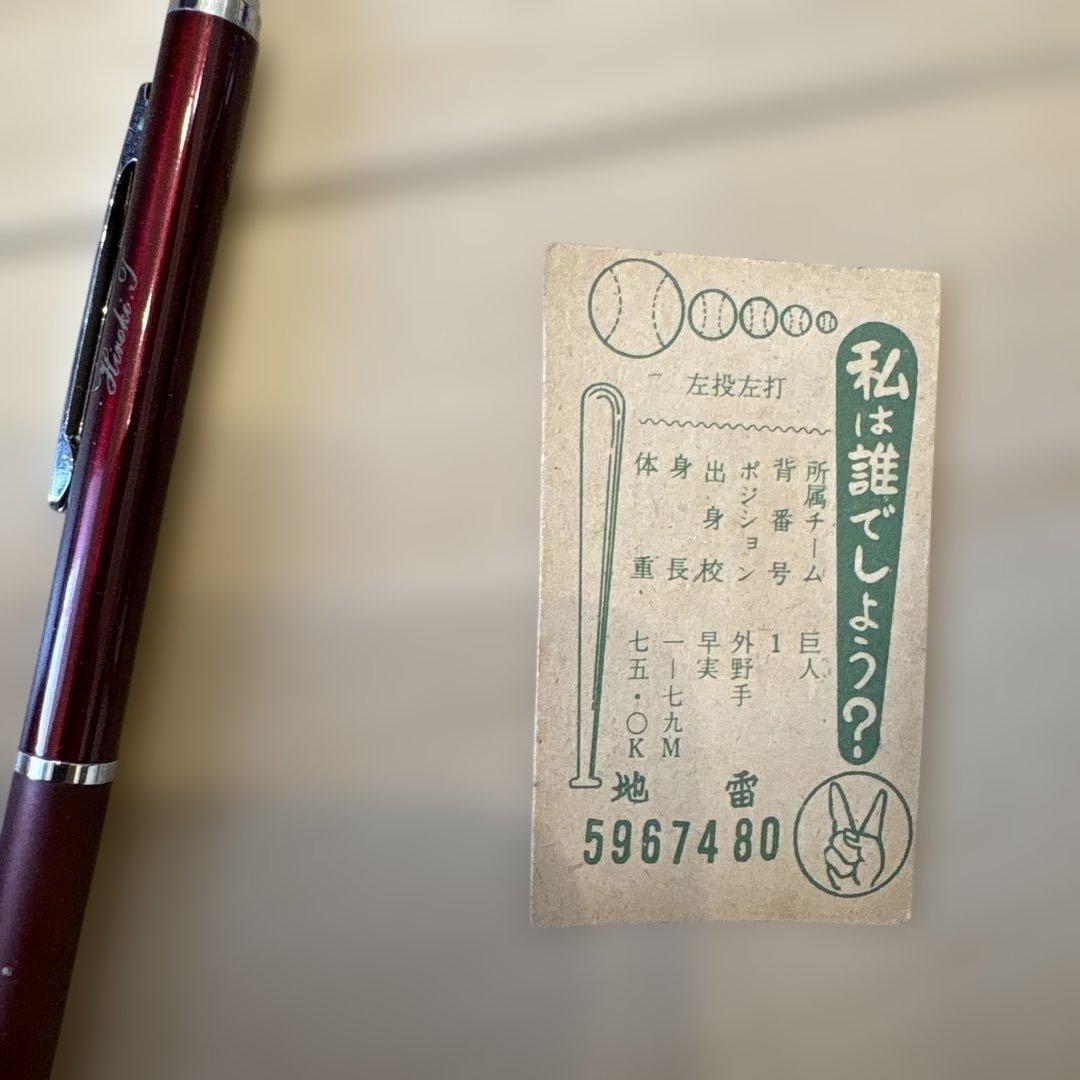 Hinoki.T
左投左打
私は誰でしょう?
所属チーム 巨人
背番号 1
ポジション 外野手
出身校 早実
身長 一―七九M
体重 七五・〇K
地 雷
5967480